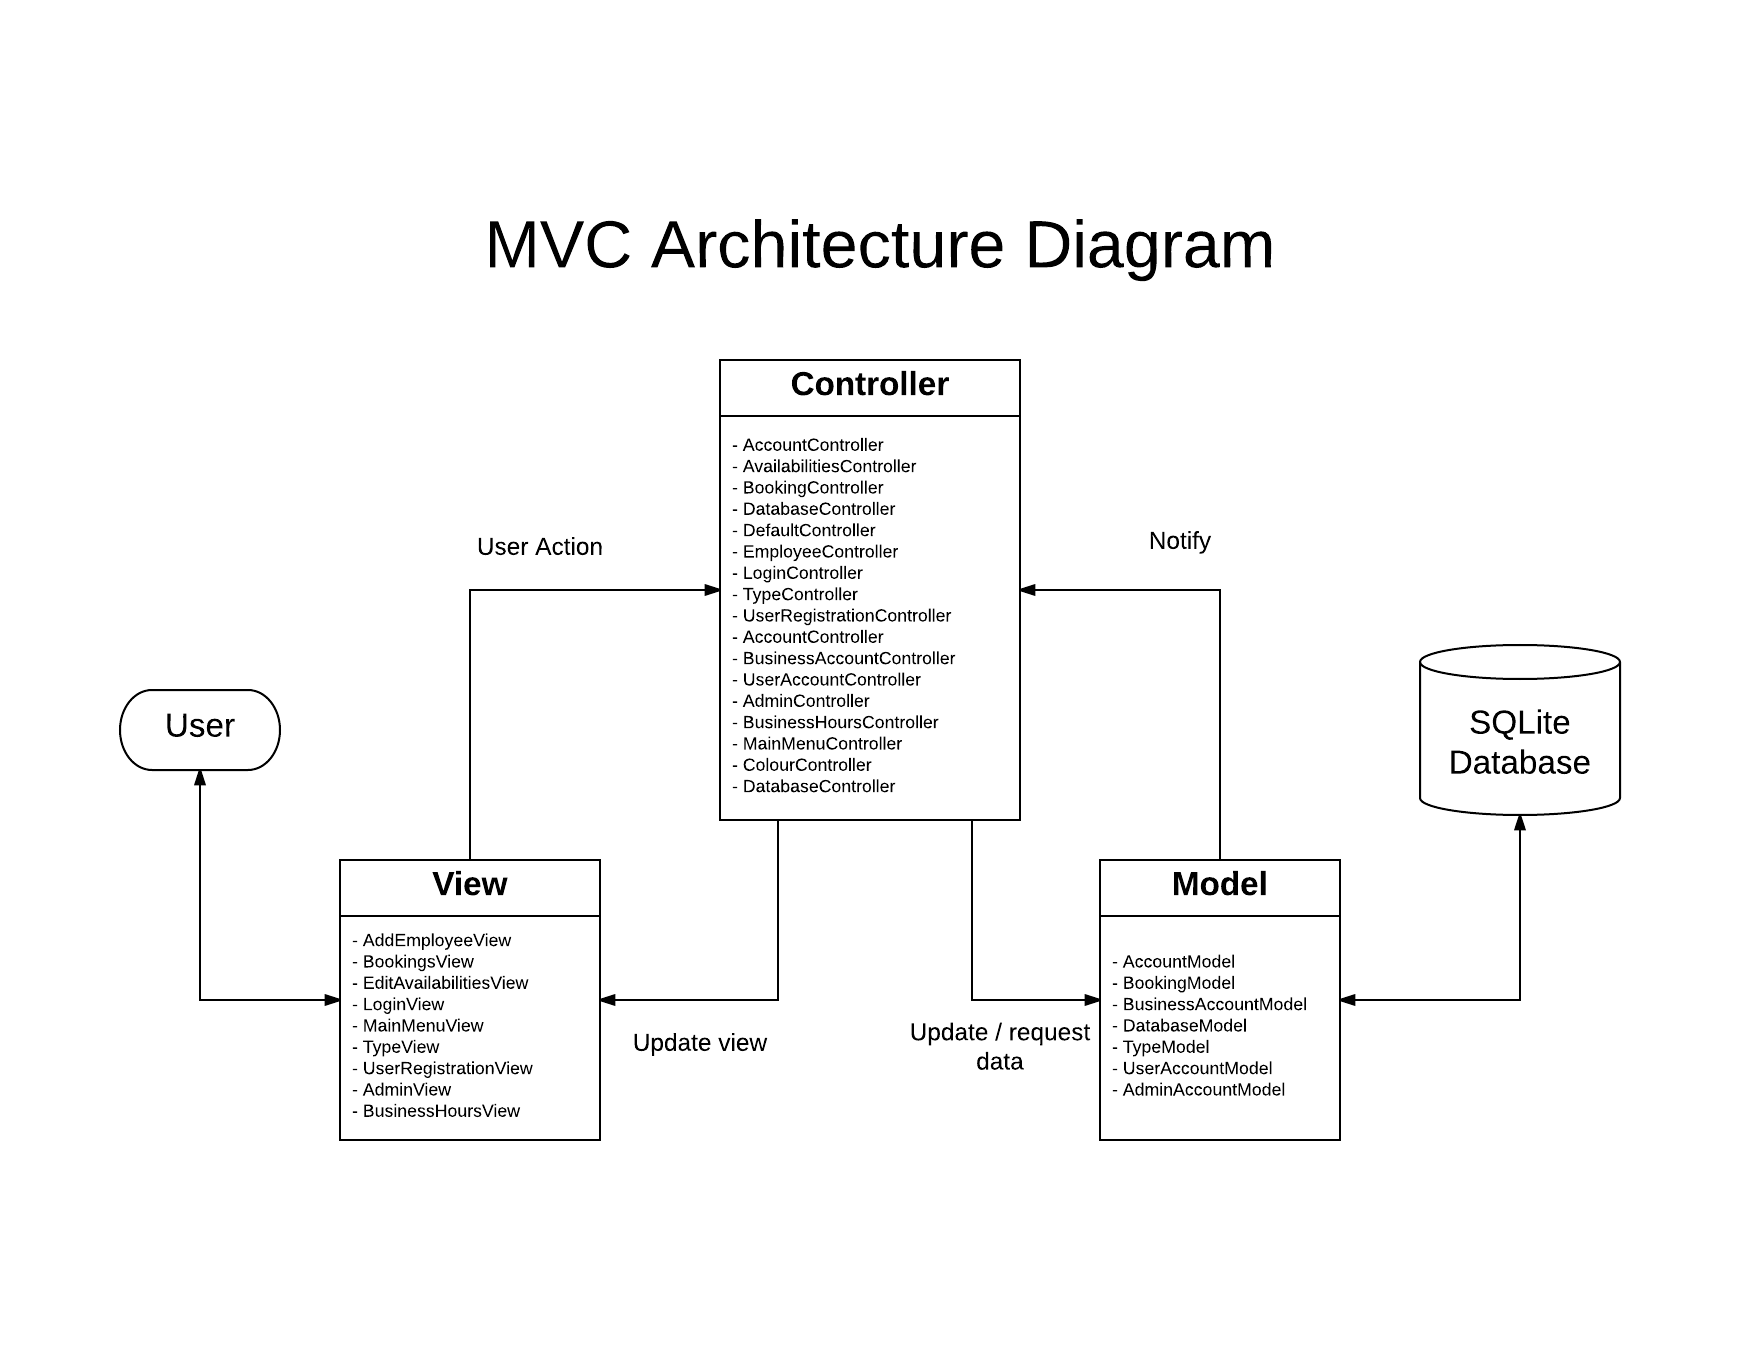 MVC Architecture Diagram
Controller
- AccountController
- AvailabilitiesController
- BookingController
- DatabaseController
- DefaultController
- EmployeeController
- LoginController
- TypeController
- UserRegistrationController
- AccountController
- BusinessAccountController
- UserAccountController
- AdminController
- BusinessHoursController
- MainMenuController
- ColourController
- DatabaseController
User Action
Notify
User
SQLite
Database
View
- AddEmployeeView
- BookingsView
- EditAvailabilitiesView
- LoginView
- MainMenuView
- TypeView
- UserRegistrationView
- AdminView
- BusinessHoursView
Update view
Update / request
data
Model
- AccountModel
- BookingModel
- BusinessAccountModel
- DatabaseModel
- TypeModel
- UserAccountModel
- AdminAccountModel